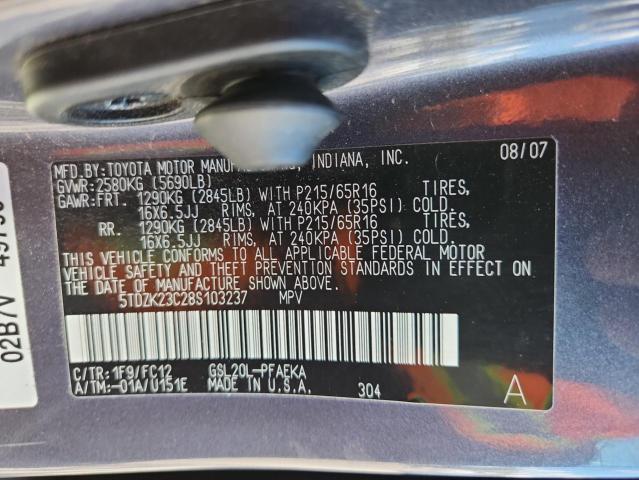 08/07
MFD.BY:TOYOTA MOTOR MANUFACTURING, INDIANA, INC.
GVWR:2580KG (5690LB)
GAWR:FRT. 1290KG (2845LB) WITH P215/65R16 TIRES,
16X6.5JJ RIMS, AT 240KPA (35PSI) COLD.
RR. 1290KG (2845LB) WITH P215/65R16 TIRES,
16X6.5JJ RIMS, AT 240KPA (35PSI) COLD.
THIS VEHICLE CONFORMS TO ALL APPLICABLE FEDERAL MOTOR
VEHICLE SAFETY AND THEFT PREVENTION STANDARDS IN EFFECT ON
THE DATE OF MANUFACTURE SHOWN ABOVE.
5TDZK23C28S103237 MPV
C/TR:1F9/FC12 GSL20L-PFAEKA
A/TM:-01A/U151E MADE IN U.S.A. 304 A
02B7V